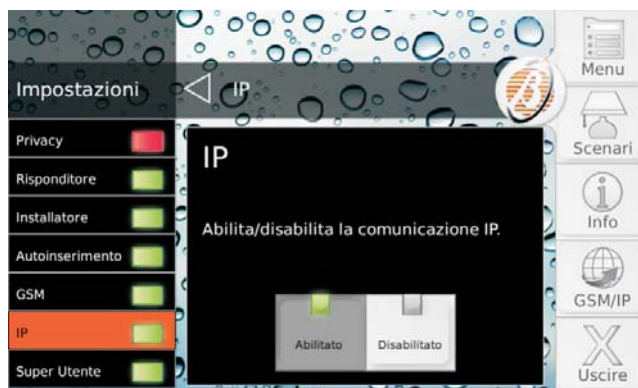 Impostazioni
IP
Privacy
Risponditore
Installatore
Autoinserimento
GSM
IP
Super Utente
IP
Abilita/disabilita la comunicazione IP.
Abilitato
Disabilitato
Menu
Scenari
Info
GSM/IP
Uscire